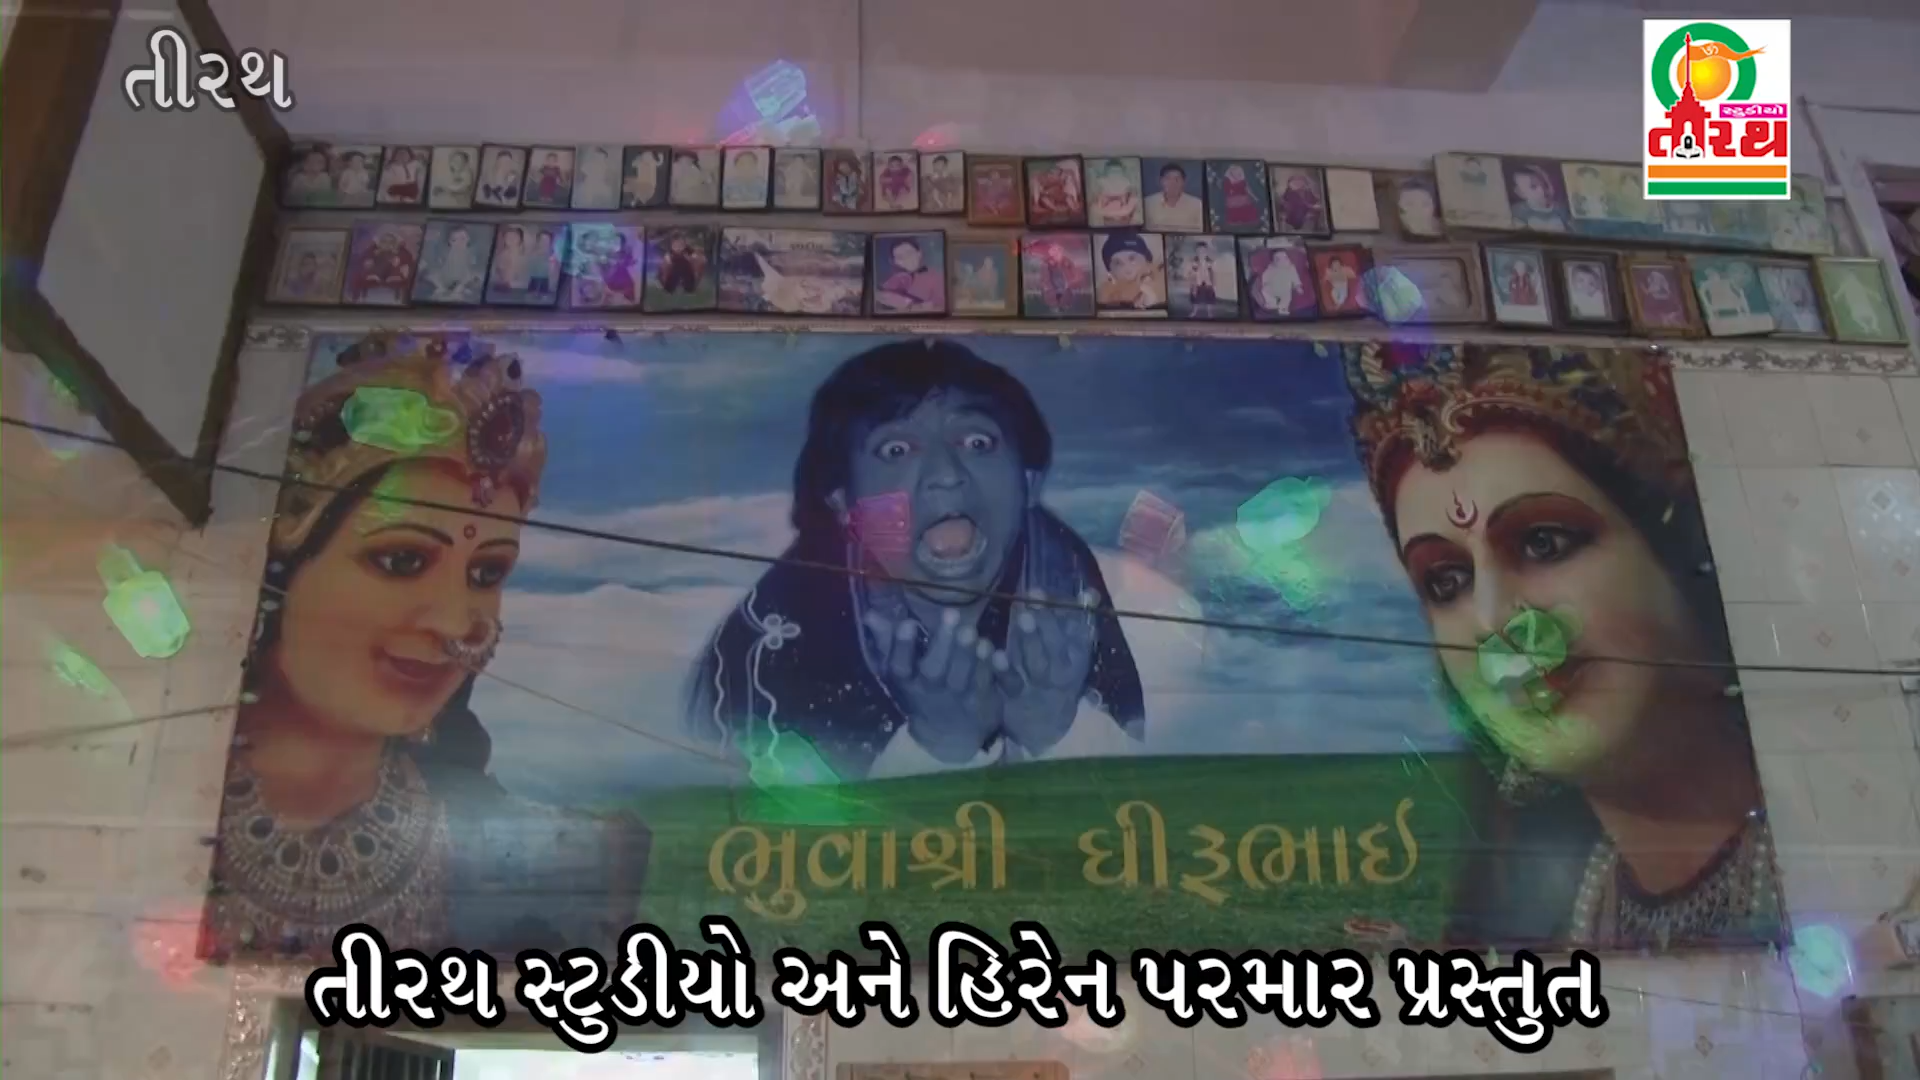 તીરથ
સ્ટુડીયો
તીરથ
ભુવાશ્રી ધીરૂભાઇ
તીરથ સ્ટુડીયો અને હિરેન પરમાર પ્રસ્તુત